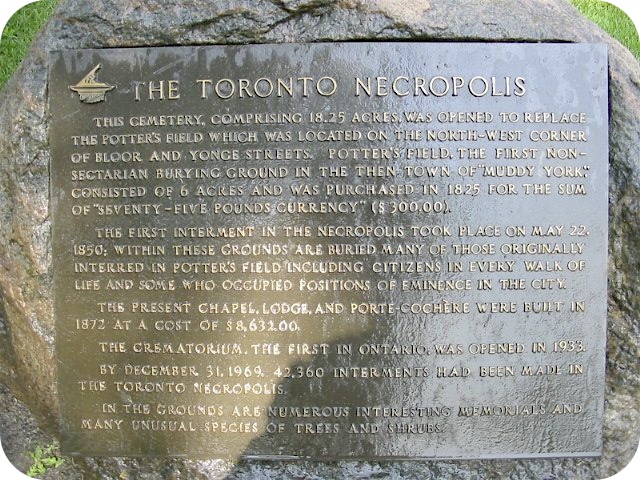 THE TORONTO NECROPOLIS
THIS CEMETERY, COMPRISING 18.25 ACRES, WAS OPENED TO REPLACE
THE POTTER'S FIELD WHICH WAS LOCATED ON THE NORTH-WEST CORNER
OF BLOOR AND YONGE STREETS. POTTER'S FIELD, THE FIRST NON-
SECTARIAN BURYING GROUND IN THE THEN TOWN OF "MUDDY YORK",
CONSISTED OF 6 ACRES AND WAS PURCHASED IN 1825 FOR THE SUM
OF "SEVENTY-FIVE POUNDS CURRENCY" ($300.00).
THE FIRST INTERMENT IN THE NECROPOLIS TOOK PLACE ON MAY 22,
1850; WITHIN THESE GROUNDS ARE BURIED MANY OF THOSE ORIGINALLY
INTERRED IN POTTER'S FIELD INCLUDING CITIZENS IN EVERY WALK OF
LIFE AND SOME WHO OCCUPIED POSITIONS OF EMINENCE IN THE CITY.
THE PRESENT CHAPEL, LODGE, AND PORTE-COCHÈRE WERE BUILT IN
1872 AT A COST OF $8,632.00.
THE CREMATORIUM, THE FIRST IN ONTARIO, WAS OPENED IN 1933.
BY DECEMBER 31, 1969, 42,360 INTERMENTS HAD BEEN MADE IN
THE TORONTO NECROPOLIS.
IN THE GROUNDS ARE NUMEROUS INTERESTING MEMORIALS AND
MANY UNUSUAL SPECIES OF TREES AND SHRUBS.